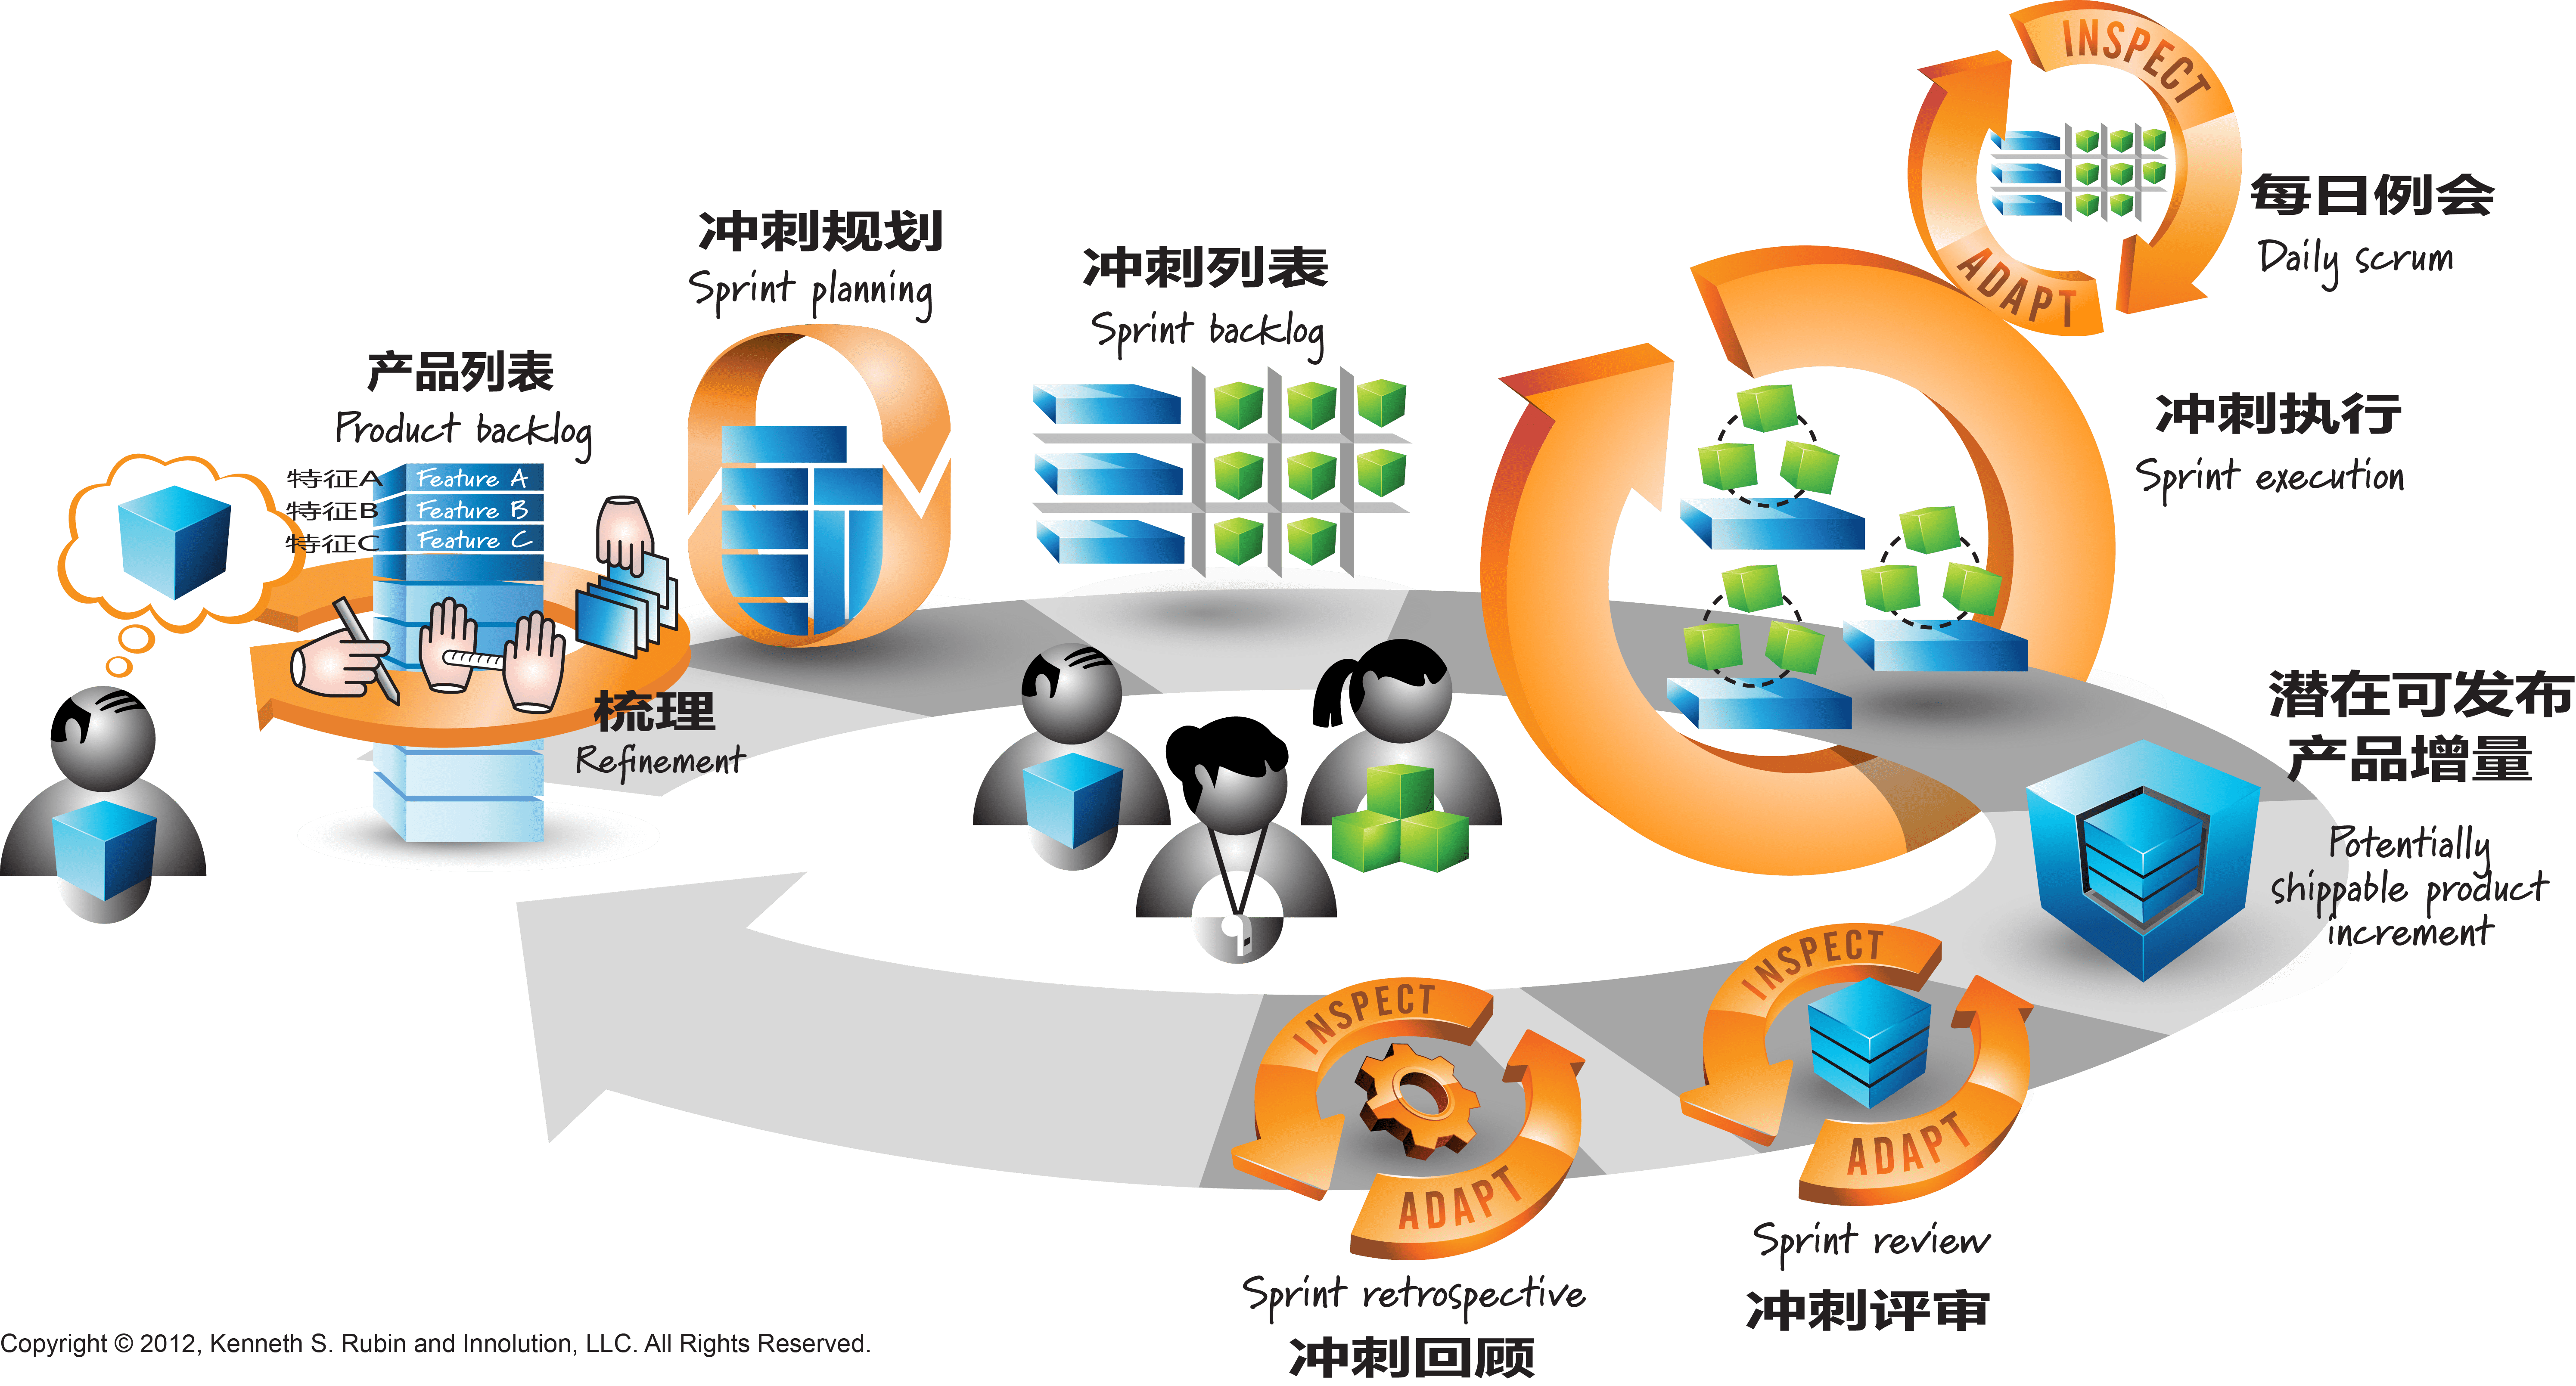 INSPECT
ADAPT
每日例会
Daily scrum
冲刺规划
Sprint planning
冲刺列表
Sprint backlog
产品列表
Product backlog
特征A Feature A
特征B Feature B
特征C Feature C
梳理
Refinement
冲刺执行
Sprint execution
潜在可发布
产品增量
Potentially
shippable product
increment
INSPECT
ADAPT
Sprint review
冲刺评审
INSPECT
ADAPT
Sprint retrospective
冲刺回顾
Copyright © 2012, Kenneth S. Rubin and Innolution, LLC. All Rights Reserved.